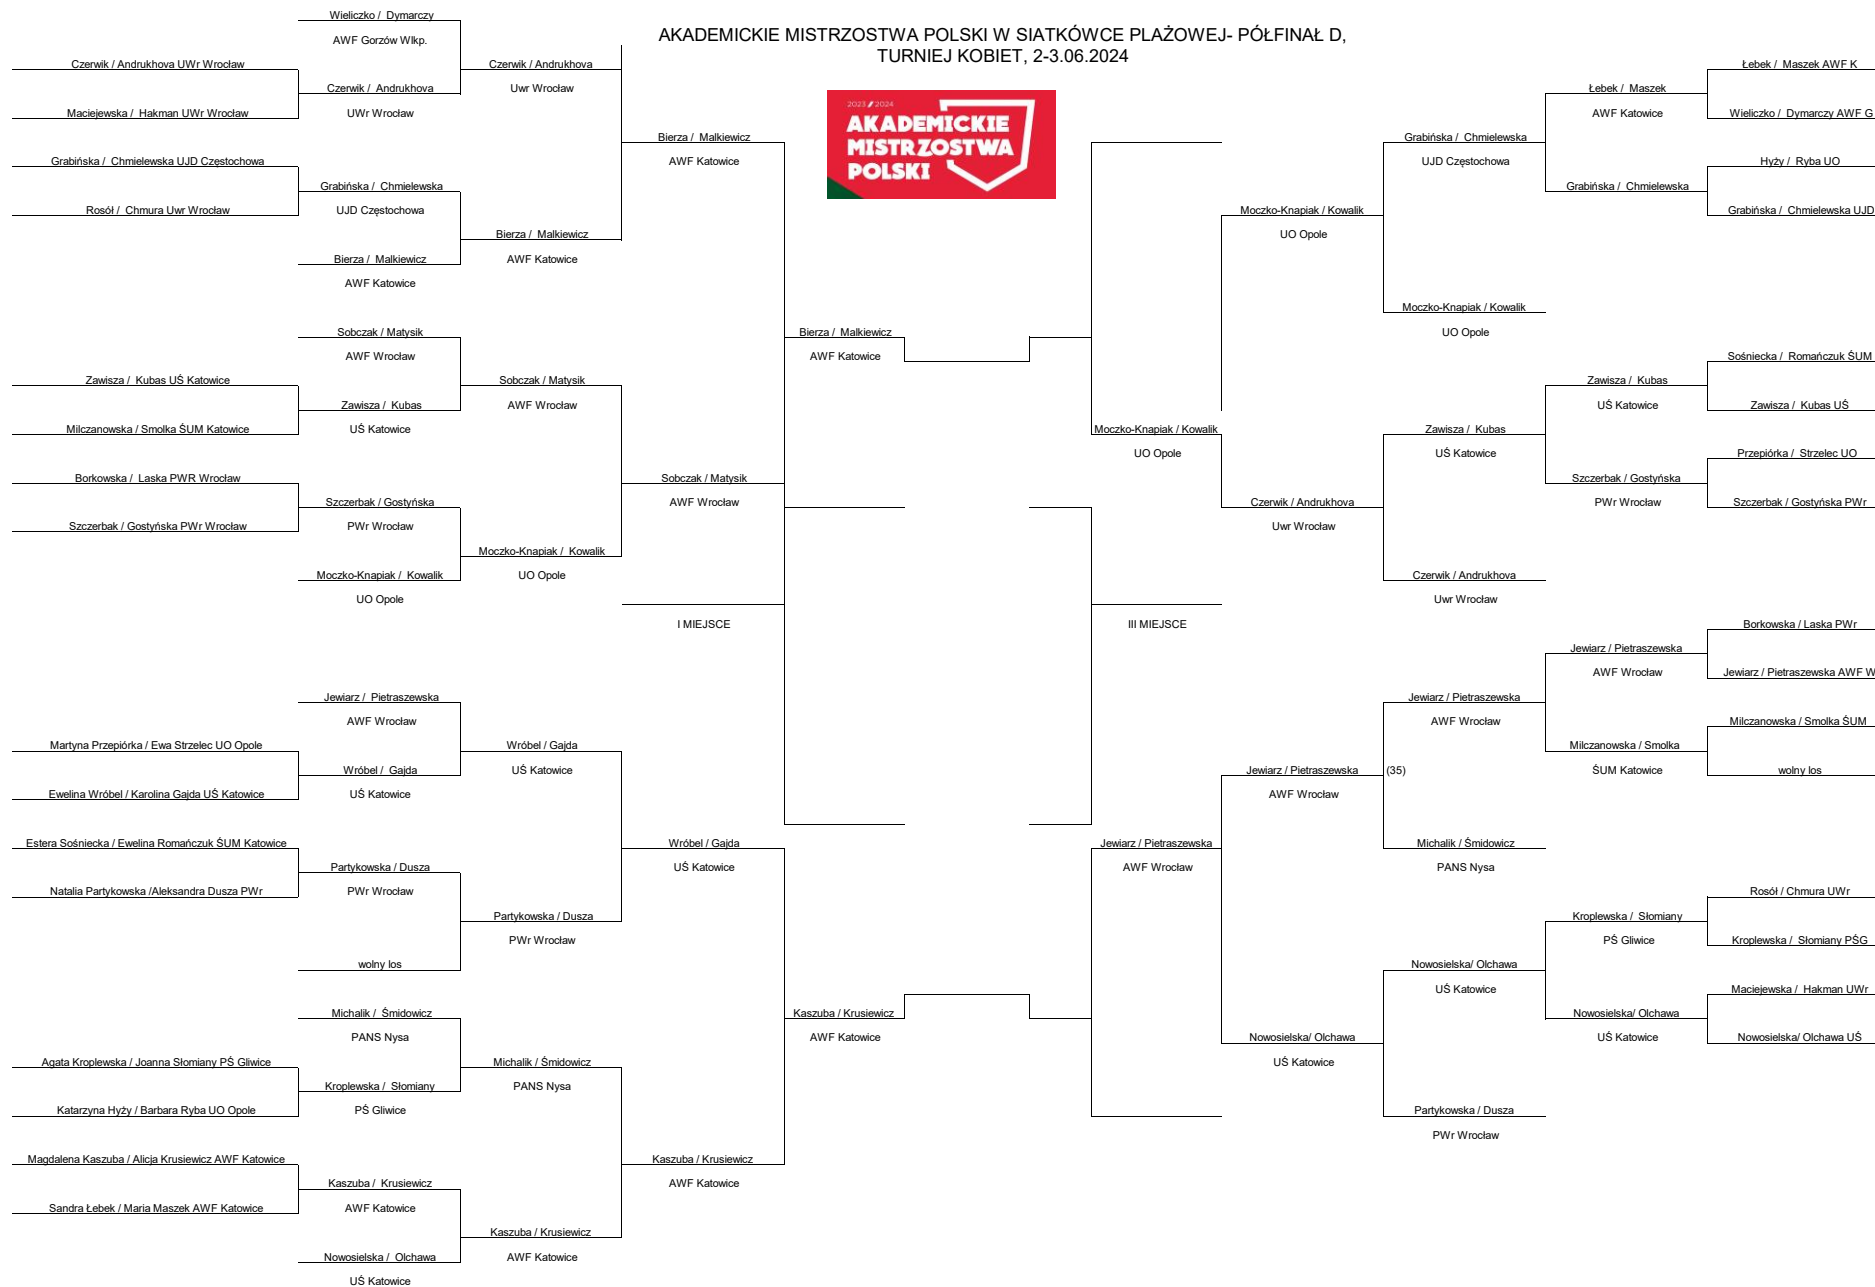 AKADEMICKIE MISTRZOSTWA POLSKI W SIATKÓWCE PLAŻOWEJ- PÓŁFINAŁ D,
TURNIEJ KOBIET, 2-3.06.2024
2023 / 2024
AKADEMICKIE
MISTRZOSTWA
POLSKI
Czerwik / Andrukhova UWr Wrocław
Maciejewska / Hakman UWr Wrocław
Grabińska / Chmielewska UJD Częstochowa
Rosół / Chmura Uwr Wrocław
Zawisza / Kubas UŚ Katowice
Milczanowska / Smolka ŚUM Katowice
Borkowska / Laska PWR Wrocław
Szczerbak / Gostyńska PWr Wrocław
Martyna Przepiórka / Ewa Strzelec UO Opole
Ewelina Wróbel / Karolina Gajda UŚ Katowice
Estera Sośniecka / Ewelina Romańczuk ŚUM Katowice
Natalia Partykowska /Aleksandra Dusza PWr
Agata Kroplewska / Joanna Słomiany PŚ Gliwice
Katarzyna Hyży / Barbara Ryba UO Opole
Magdalena Kaszuba / Alicja Krusiewicz AWF Katowice
Sandra Łebek / Maria Maszek AWF Katowice
Wieliczko / Dymarczy
AWF Gorzów Wlkp.
Czerwik / Andrukhova
UWr Wrocław
Grabińska / Chmielewska
UJD Częstochowa
Bierza / Malkiewicz
AWF Katowice
Sobczak / Matysik
AWF Wrocław
Zawisza / Kubas
UŚ Katowice
Szczerbak / Gostyńska
PWr Wrocław
Moczko-Knapiak / Kowalik
UO Opole
Jewiarz / Pietraszewska
AWF Wrocław
Wróbel / Gajda
UŚ Katowice
Partykowska / Dusza
PWr Wrocław
wolny los
Michalik / Śmidowicz
PANS Nysa
Kroplewska / Słomiany
PŚ Gliwice
Kaszuba / Krusiewicz
AWF Katowice
Nowosielska / Olchawa
UŚ Katowice
Czerwik / Andrukhova
Uwr Wrocław
Bierza / Malkiewicz
AWF Katowice
Sobczak / Matysik
AWF Wrocław
Moczko-Knapiak / Kowalik
UO Opole
Wróbel / Gajda
UŚ Katowice
Partykowska / Dusza
PWr Wrocław
Michalik / Śmidowicz
PANS Nysa
Kaszuba / Krusiewicz
AWF Katowice
Bierza / Malkiewicz
AWF Katowice
Sobczak / Matysik
AWF Wrocław
I MIEJSCE
Wróbel / Gajda
UŚ Katowice
Kaszuba / Krusiewicz
AWF Katowice
Bierza / Malkiewicz
AWF Katowice
Kaszuba / Krusiewicz
AWF Katowice
Moczko-Knapiak / Kowalik
UO Opole
III MIEJSCE
Jewiarz / Pietraszewska
AWF Wrocław
Moczko-Knapiak / Kowalik
UO Opole
Czerwik / Andrukhova
Uwr Wrocław
Jewiarz / Pietraszewska
AWF Wrocław
(35)
Nowosielska/ Olchawa
UŚ Katowice
Grabińska / Chmielewska
UJD Częstochowa
Moczko-Knapiak / Kowalik
UO Opole
Zawisza / Kubas
UŚ Katowice
Czerwik / Andrukhova
Uwr Wrocław
Jewiarz / Pietraszewska
AWF Wrocław
Michalik / Śmidowicz
PANS Nysa
Nowosielska/ Olchawa
UŚ Katowice
Partykowska / Dusza
PWr Wrocław
Łebek / Maszek
AWF Katowice
Grabińska / Chmielewska
Zawisza / Kubas
UŚ Katowice
Szczerbak / Gostyńska
PWr Wrocław
Jewiarz / Pietraszewska
AWF Wrocław
Milczanowska / Smolka
ŚUM Katowice
Kroplewska / Słomiany
PŚ Gliwice
Nowosielska/ Olchawa
UŚ Katowice
Łebek / Maszek AWF K
Wieliczko / Dymarczy AWF G
Hyży / Ryba UO
Grabińska / Chmielewska UJD
Sośniecka / Romańczuk ŚUM
Zawisza / Kubas UŚ
Przepiórka / Strzelec UO
Szczerbak / Gostyńska PWr
Borkowska / Laska PWr
Jewiarz / Pietraszewska AWF W
Milczanowska / Smolka ŚUM
wolny los
Rosół / Chmura UWr
Kroplewska / Słomiany PŚG
Maciejewska / Hakman UWr
Nowosielska/ Olchawa UŚ